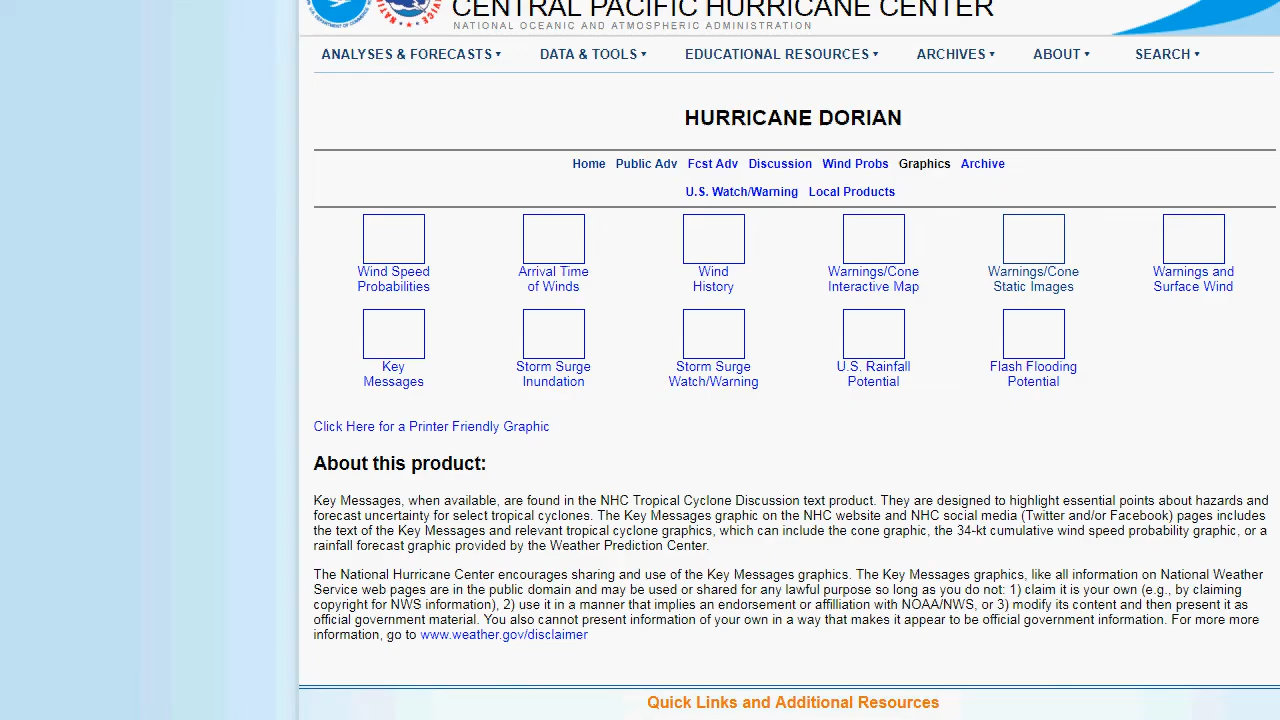 CENTRAL PACIFIC HURRICANE CENTER
NATIONAL OCEANIC AND ATMOSPHERIC ADMINISTRATION
ANALYSES & FORECASTS ▾ DATA & TOOLS ▾ EDUCATIONAL RESOURCES ▾ ARCHIVES ▾ ABOUT ▾ SEARCH ▾
HURRICANE DORIAN
Home Public Adv Fcst Adv Discussion Wind Probs Graphics Archive
U.S. Watch/Warning Local Products
Wind Speed Probabilities
Arrival Time of Winds
Wind History
Warnings/Cone Interactive Map
Warnings/Cone Static Images
Warnings and Surface Wind
Key Messages
Storm Surge Inundation
Storm Surge Watch/Warning
U.S. Rainfall Potential
Flash Flooding Potential
Click Here for a Printer Friendly Graphic
About this product:
Key Messages, when available, are found in the NHC Tropical Cyclone Discussion text product. They are designed to highlight essential points about hazards and
forecast uncertainty for select tropical cyclones. The Key Messages graphic on the NHC website and NHC social media (Twitter and/or Facebook) pages includes
the text of the Key Messages and relevant tropical cyclone graphics, which can include the cone graphic, the 34-kt cumulative wind speed probability graphic, or a
rainfall forecast graphic provided by the Weather Prediction Center.
The National Hurricane Center encourages sharing and use of the Key Messages graphics. The Key Messages graphics, like all information on National Weather
Service web pages are in the public domain and may be used or shared for any lawful purpose so long as you do not: 1) claim it is your own (e.g., by claiming
copyright for NWS information), 2) use it in a manner that implies an endorsement or affilliation with NOAA/NWS, or 3) modify its content and then present it as
official government material. You also cannot present information of your own in a way that makes it appear to be official government information. For more more
information, go to www.weather.gov/disclaimer
Quick Links and Additional Resources